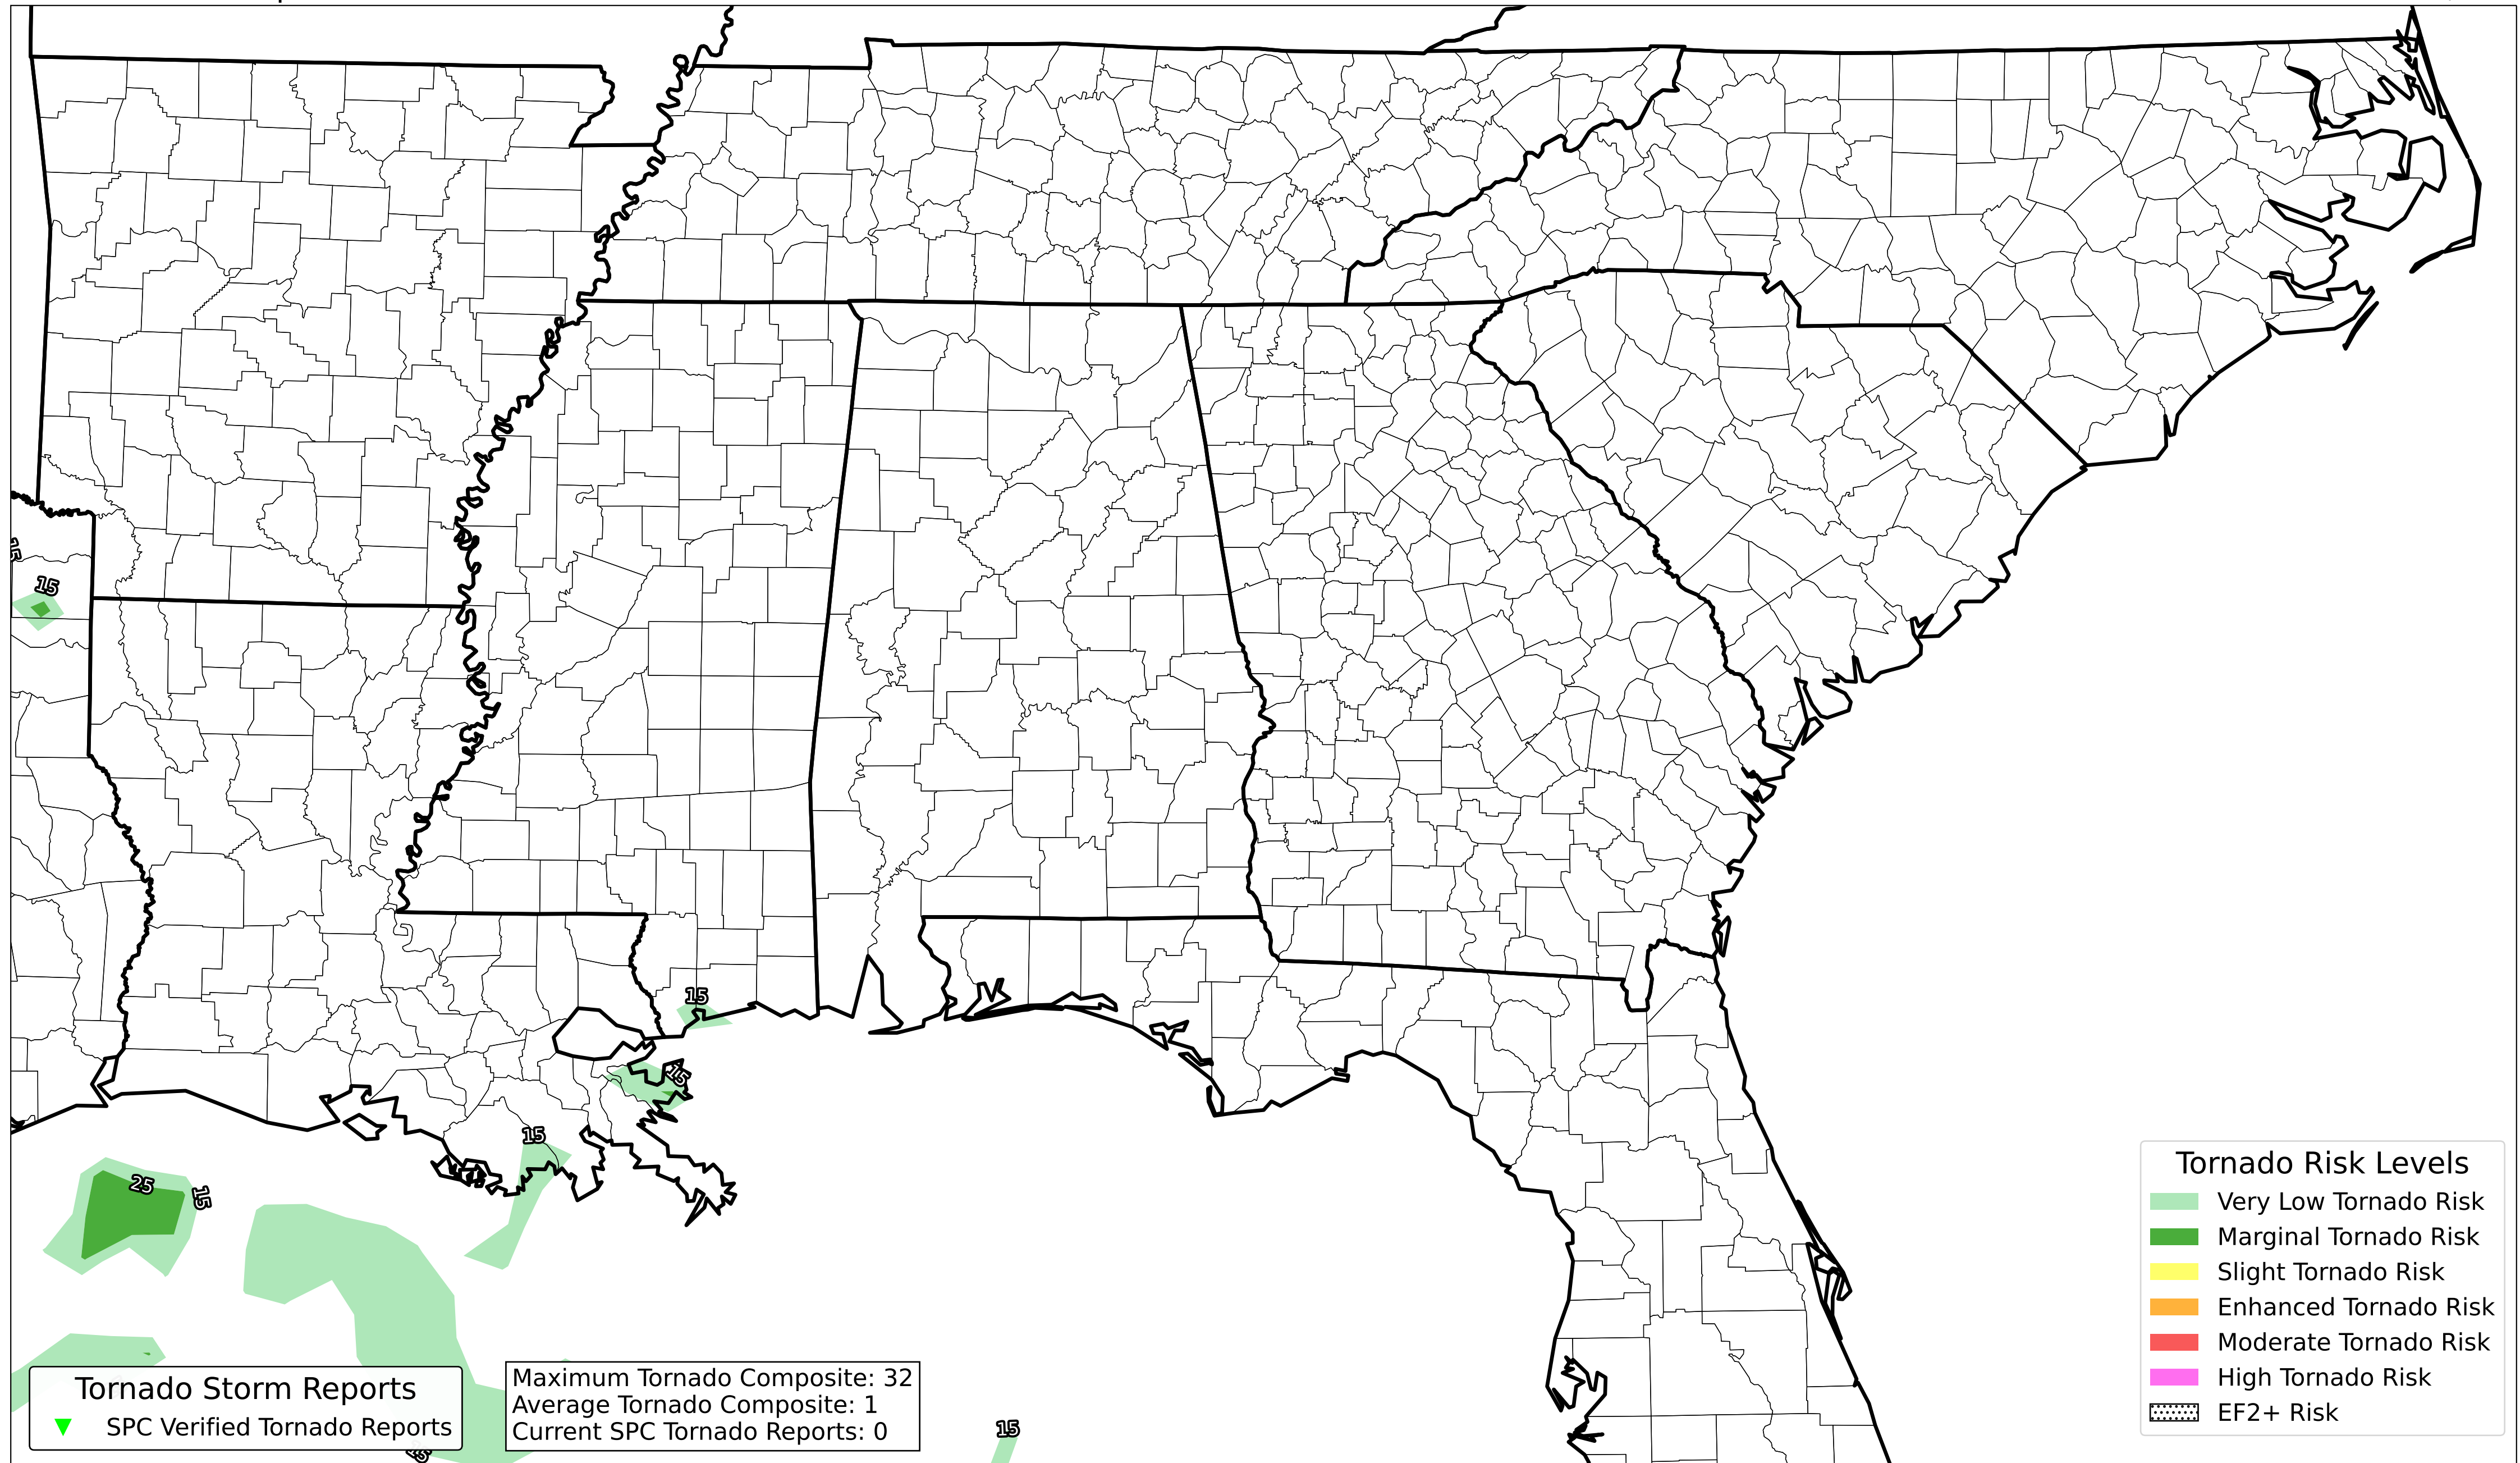 15
15
15
15
15
25
15
Tornado Risk Levels
Very Low Tornado Risk
Marginal Tornado Risk
Slight Tornado Risk
Enhanced Tornado Risk
Moderate Tornado Risk
High Tornado Risk
EF2+ Risk
Tornado Storm Reports
SPC Verified Tornado Reports
Maximum Tornado Composite: 32
Average Tornado Composite: 1
Current SPC Tornado Reports: 0
15